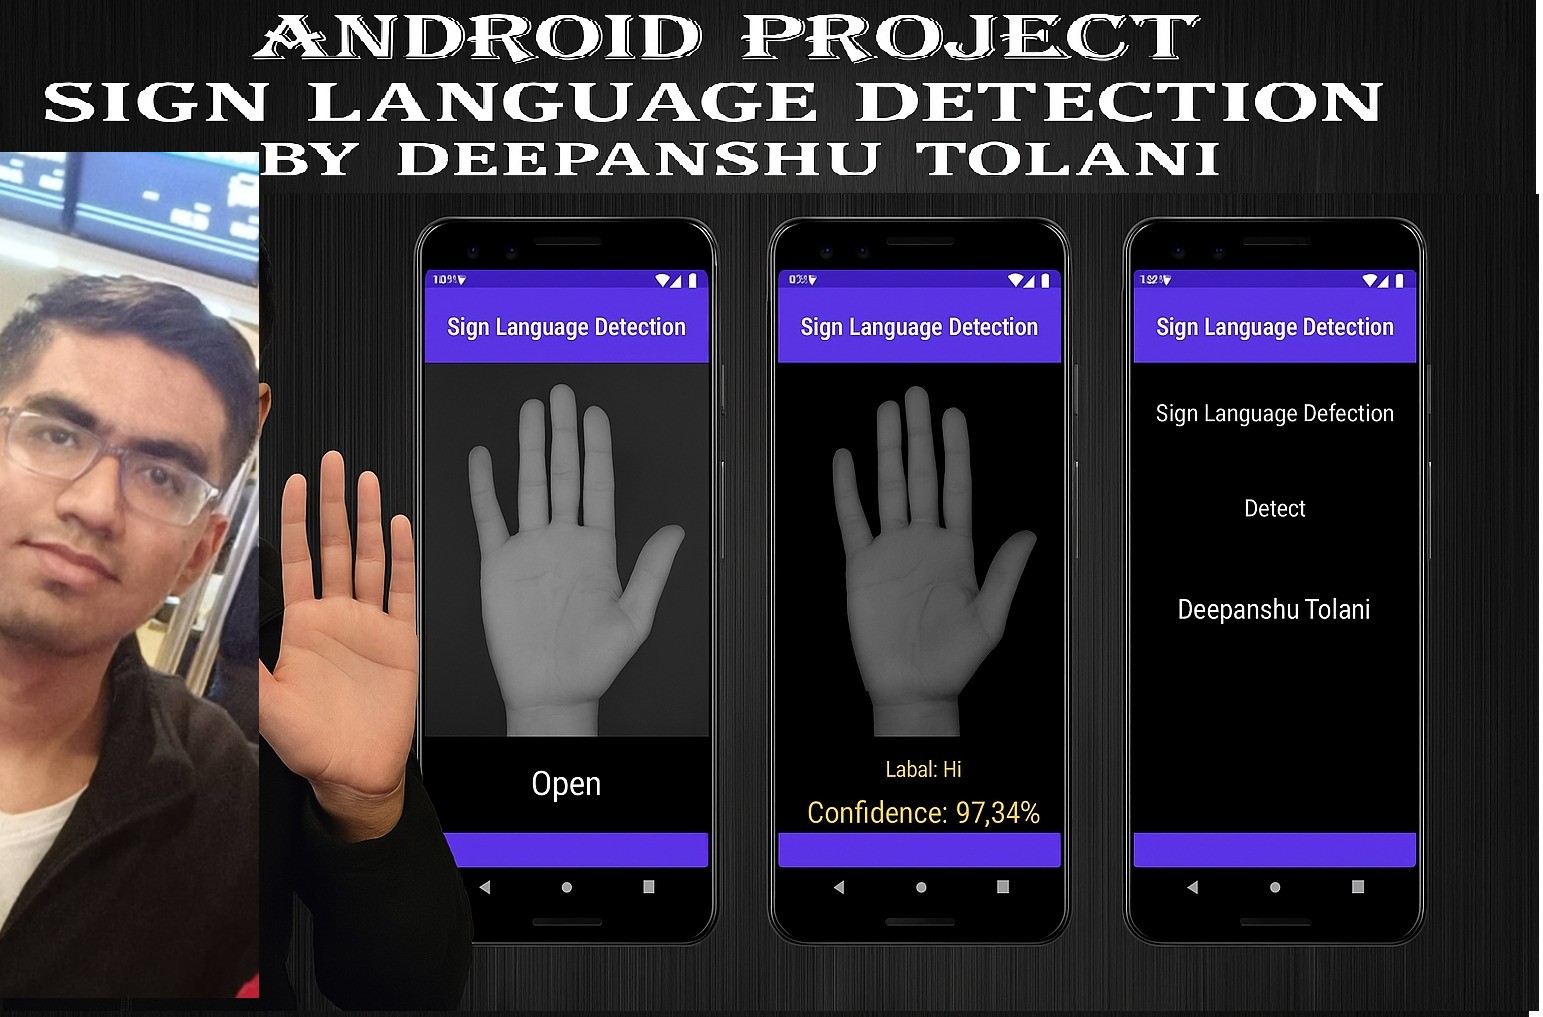 ANDROID PROJECT
SIGN LANGUAGE DETECTION
BY DEEPANSHU TOLANI
Sign Language Detection
Open
Sign Language Detection
Labal: Hi
Confidence: 97,34%
Sign Language Detection
Sign Language Defection
Detect
Deepanshu Tolani